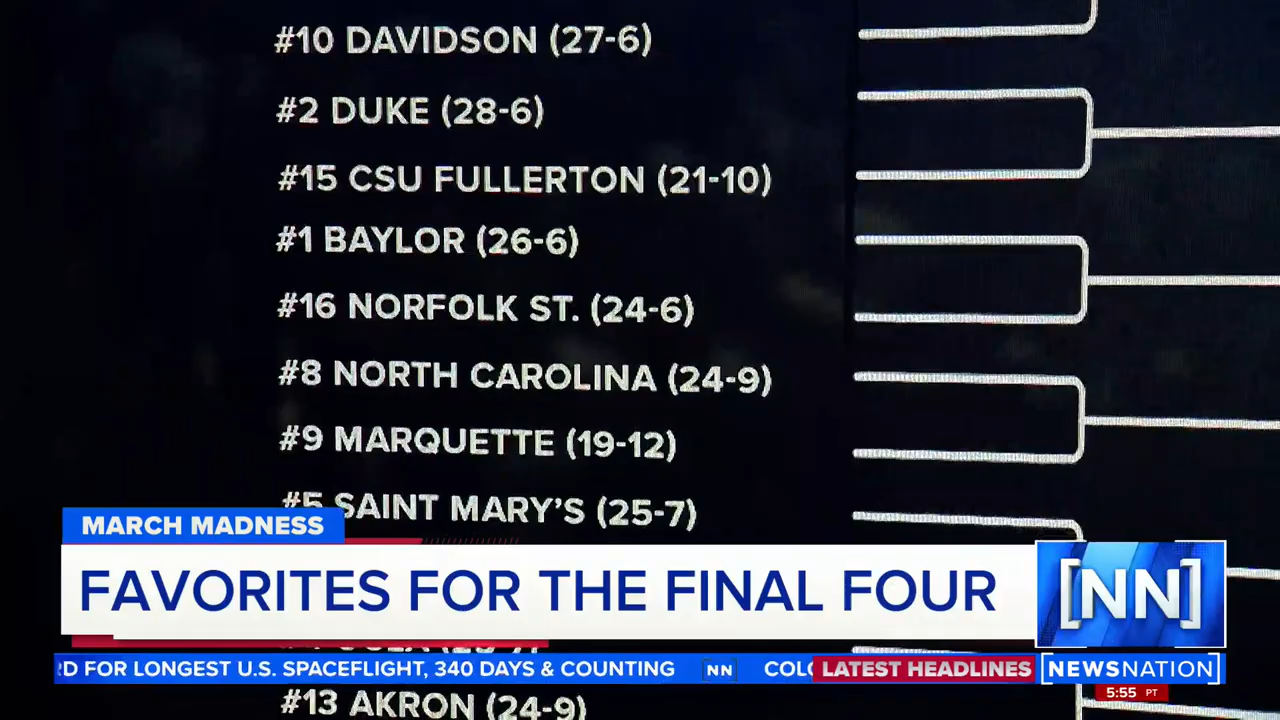 #10 DAVIDSON (27-6)
#2 DUKE (28-6)
#15 CSU FULLERTON (21-10)
#1 BAYLOR (26-6)
#16 NORFOLK ST. (24-6)
#8 NORTH CAROLINA (24-9)
#9 MARQUETTE (19-12)
#5 SAINT MARY'S (25-7)
MARCH MADNESS
FAVORITES FOR THE FINAL FOUR
[NN]
RD FOR LONGEST U.S. SPACEFLIGHT, 340 DAYS & COUNTING NN
LATEST HEADLINES
NEWSNATION
5:55 PT
#13 AKRON (24-9)